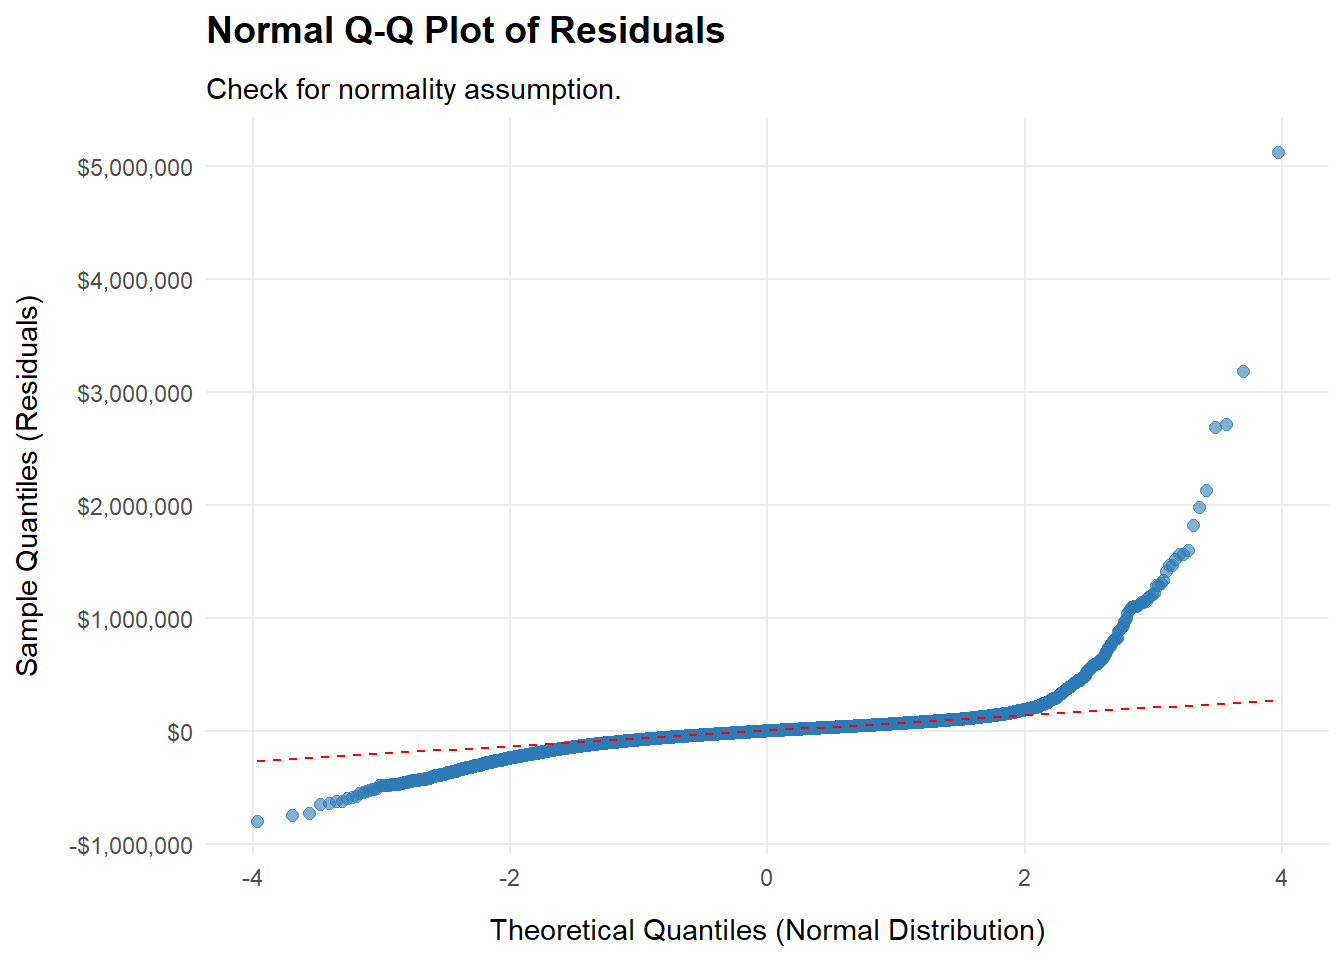 Normal Q-Q Plot of Residuals
Check for normality assumption.
Sample Quantiles (Residuals)
$5,000,000
$4,000,000
$3,000,000
$2,000,000
$1,000,000
$0
-$1,000,000
-4 -2 0 2 4
Theoretical Quantiles (Normal Distribution)